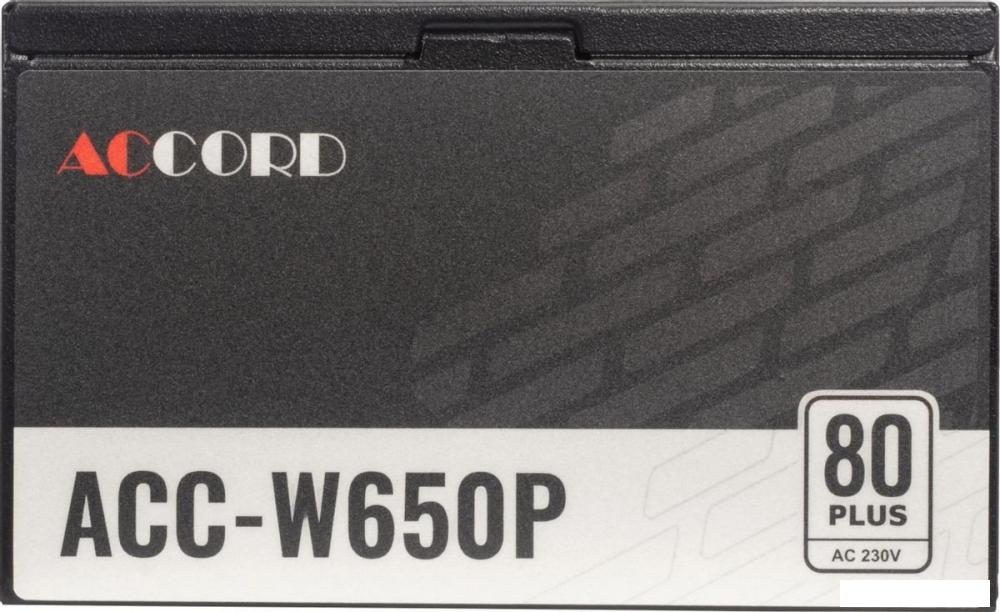 ACCORD
ACC-W650P
80
PLUS
AC 230V